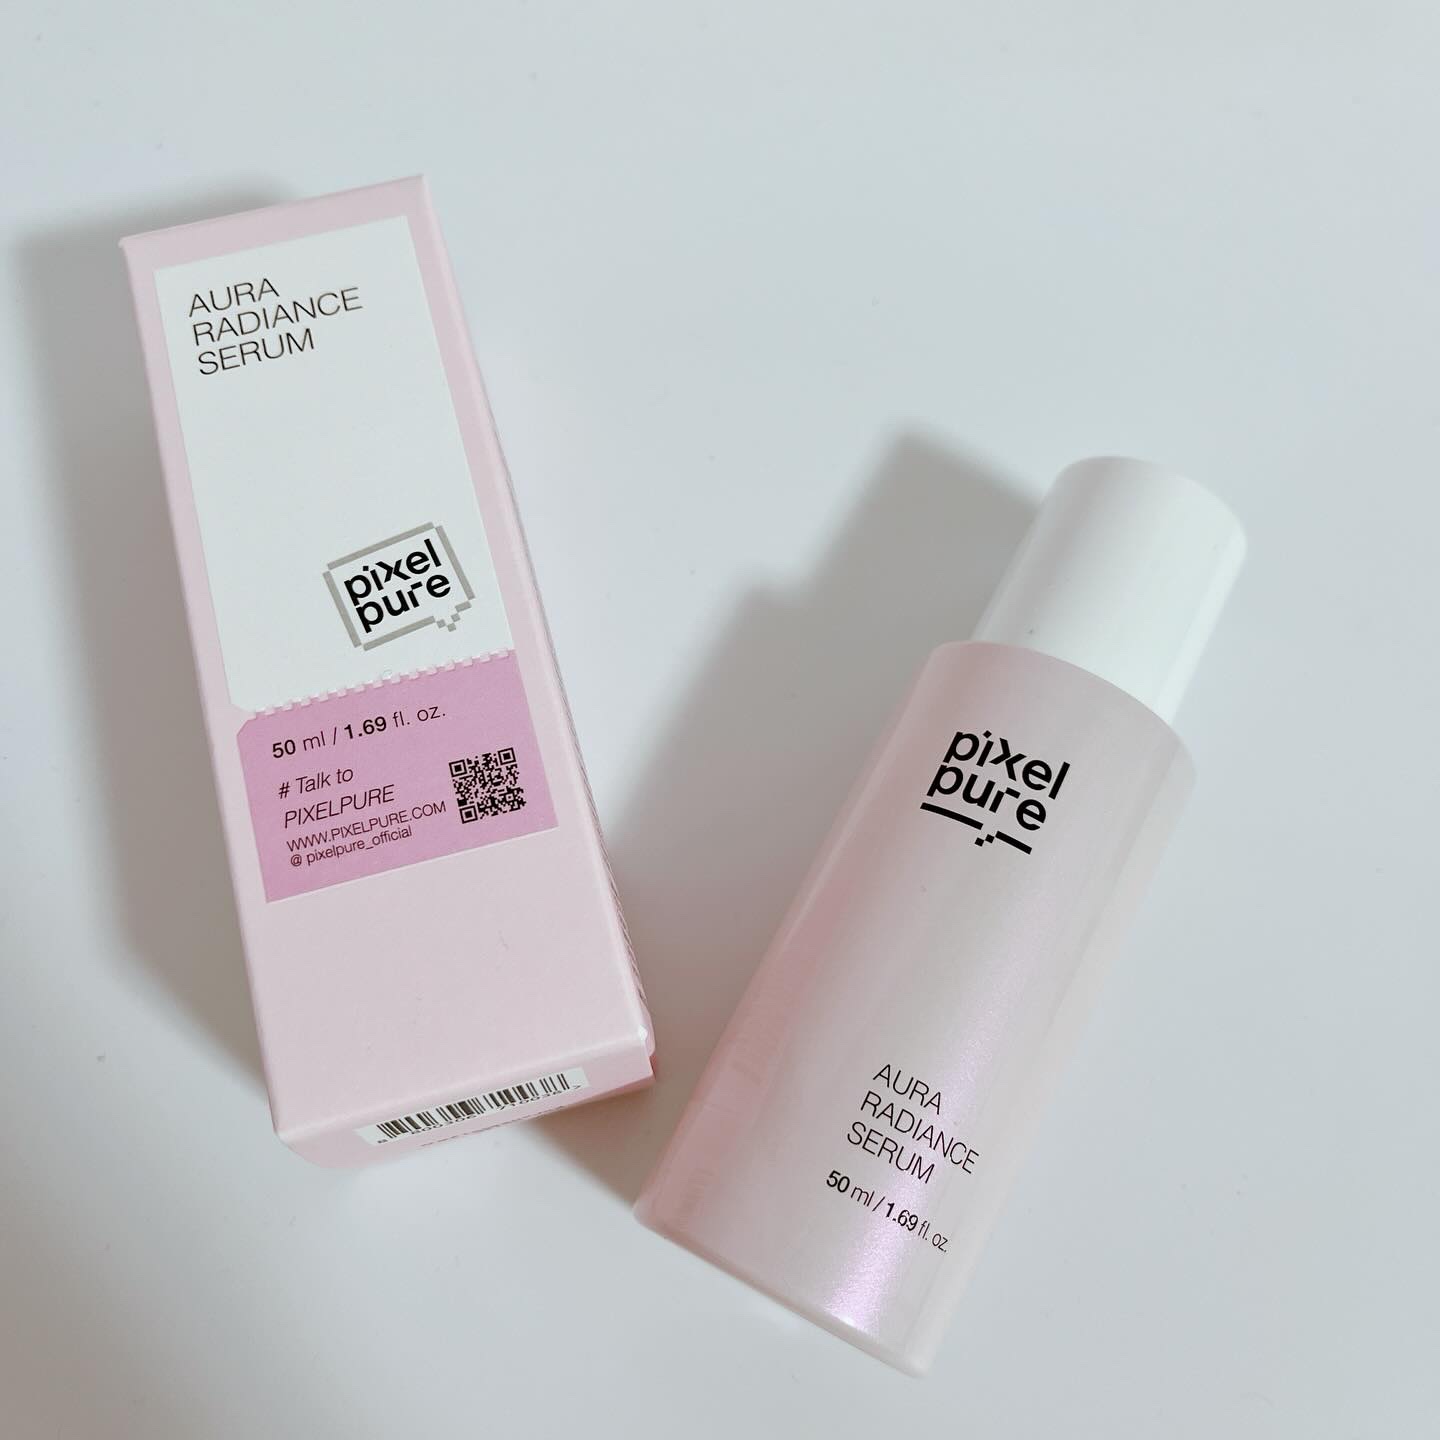 AURA
RADIANCE
SERUM
pixel
pure
50 ml / 1.69 fl. oz.
# Talk to
PIXELPURE
WWW.PIXELPURE.COM
@ pixelpure_official
pixel
pure
AURA
RADIANCE
SERUM
50 ml / 1.69 fl. oz.